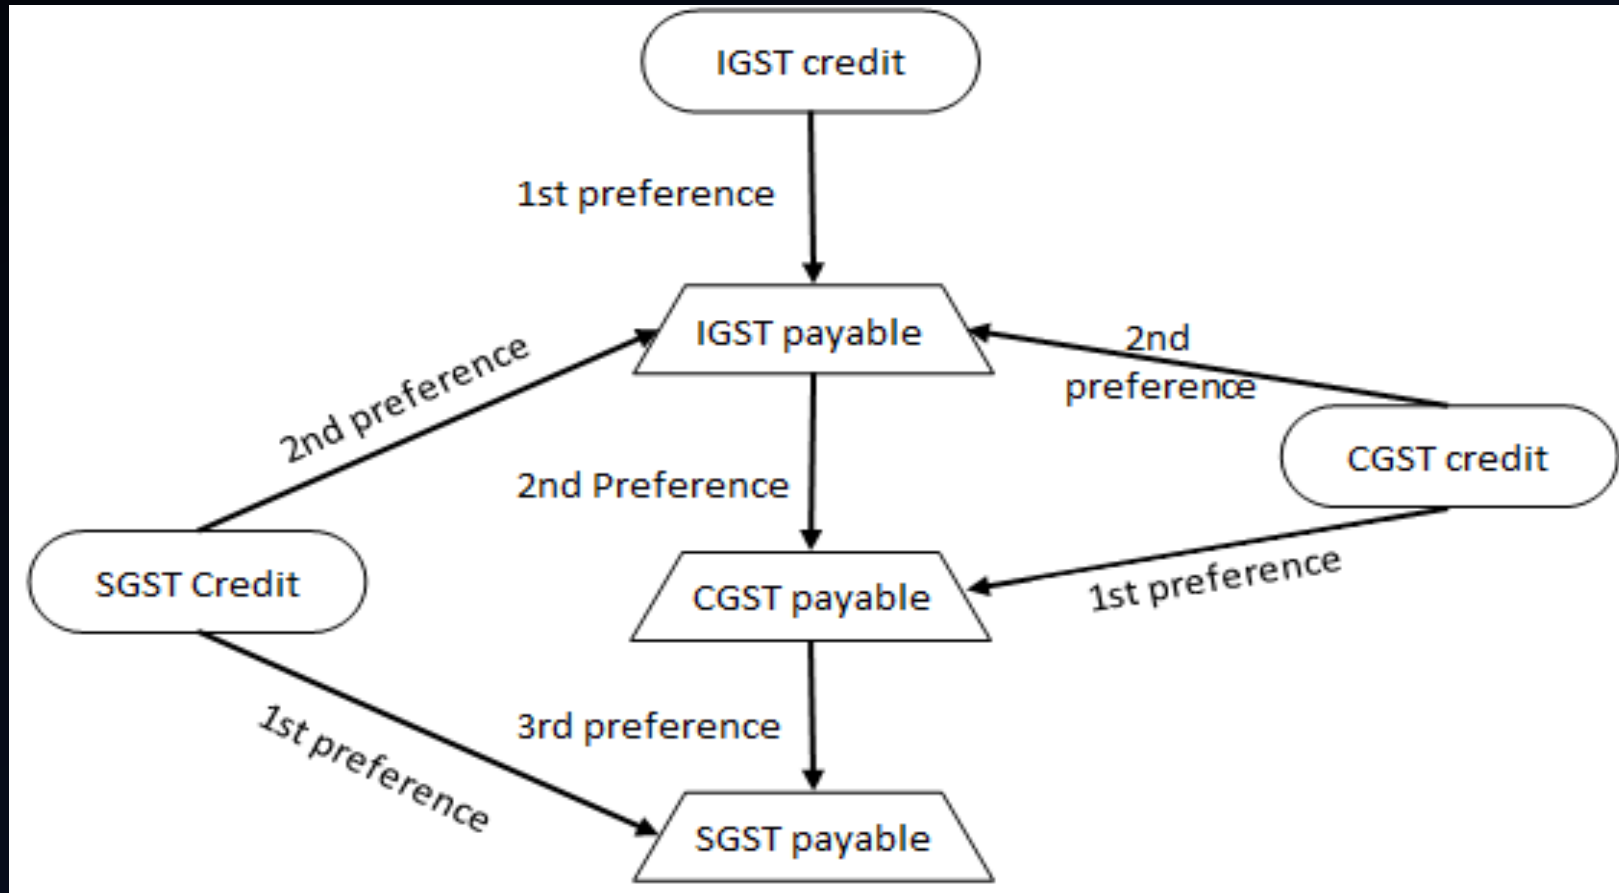 IGST credit
1st preference
IGST payable
2nd preference
2nd
preference
CGST credit
2nd Preference
SGST Credit
CGST payable
1st preference
1st preference
3rd preference
SGST payable